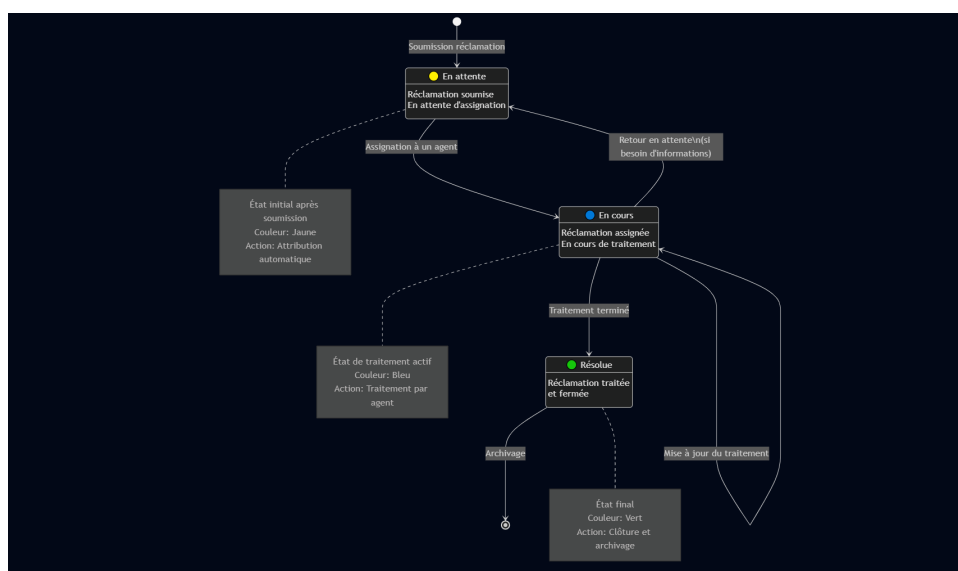 Soumission réclamation
En attente
Réclamation soumise
En attente d'assignation
Assignation à un agent
Retour en attente\n(si
besoin d'informations)
État initial après
soumission
Couleur: Jaune
Action: Attribution
automatique
En cours
Réclamation assignée
En cours de traitement
Traitement terminé
État de traitement actif
Couleur: Bleu
Action: Traitement par
agent
Résolue
Réclamation traitée
et fermée
Archivage
Mise à jour du traitement
État final
Couleur: Vert
Action: Clôture et
archivage